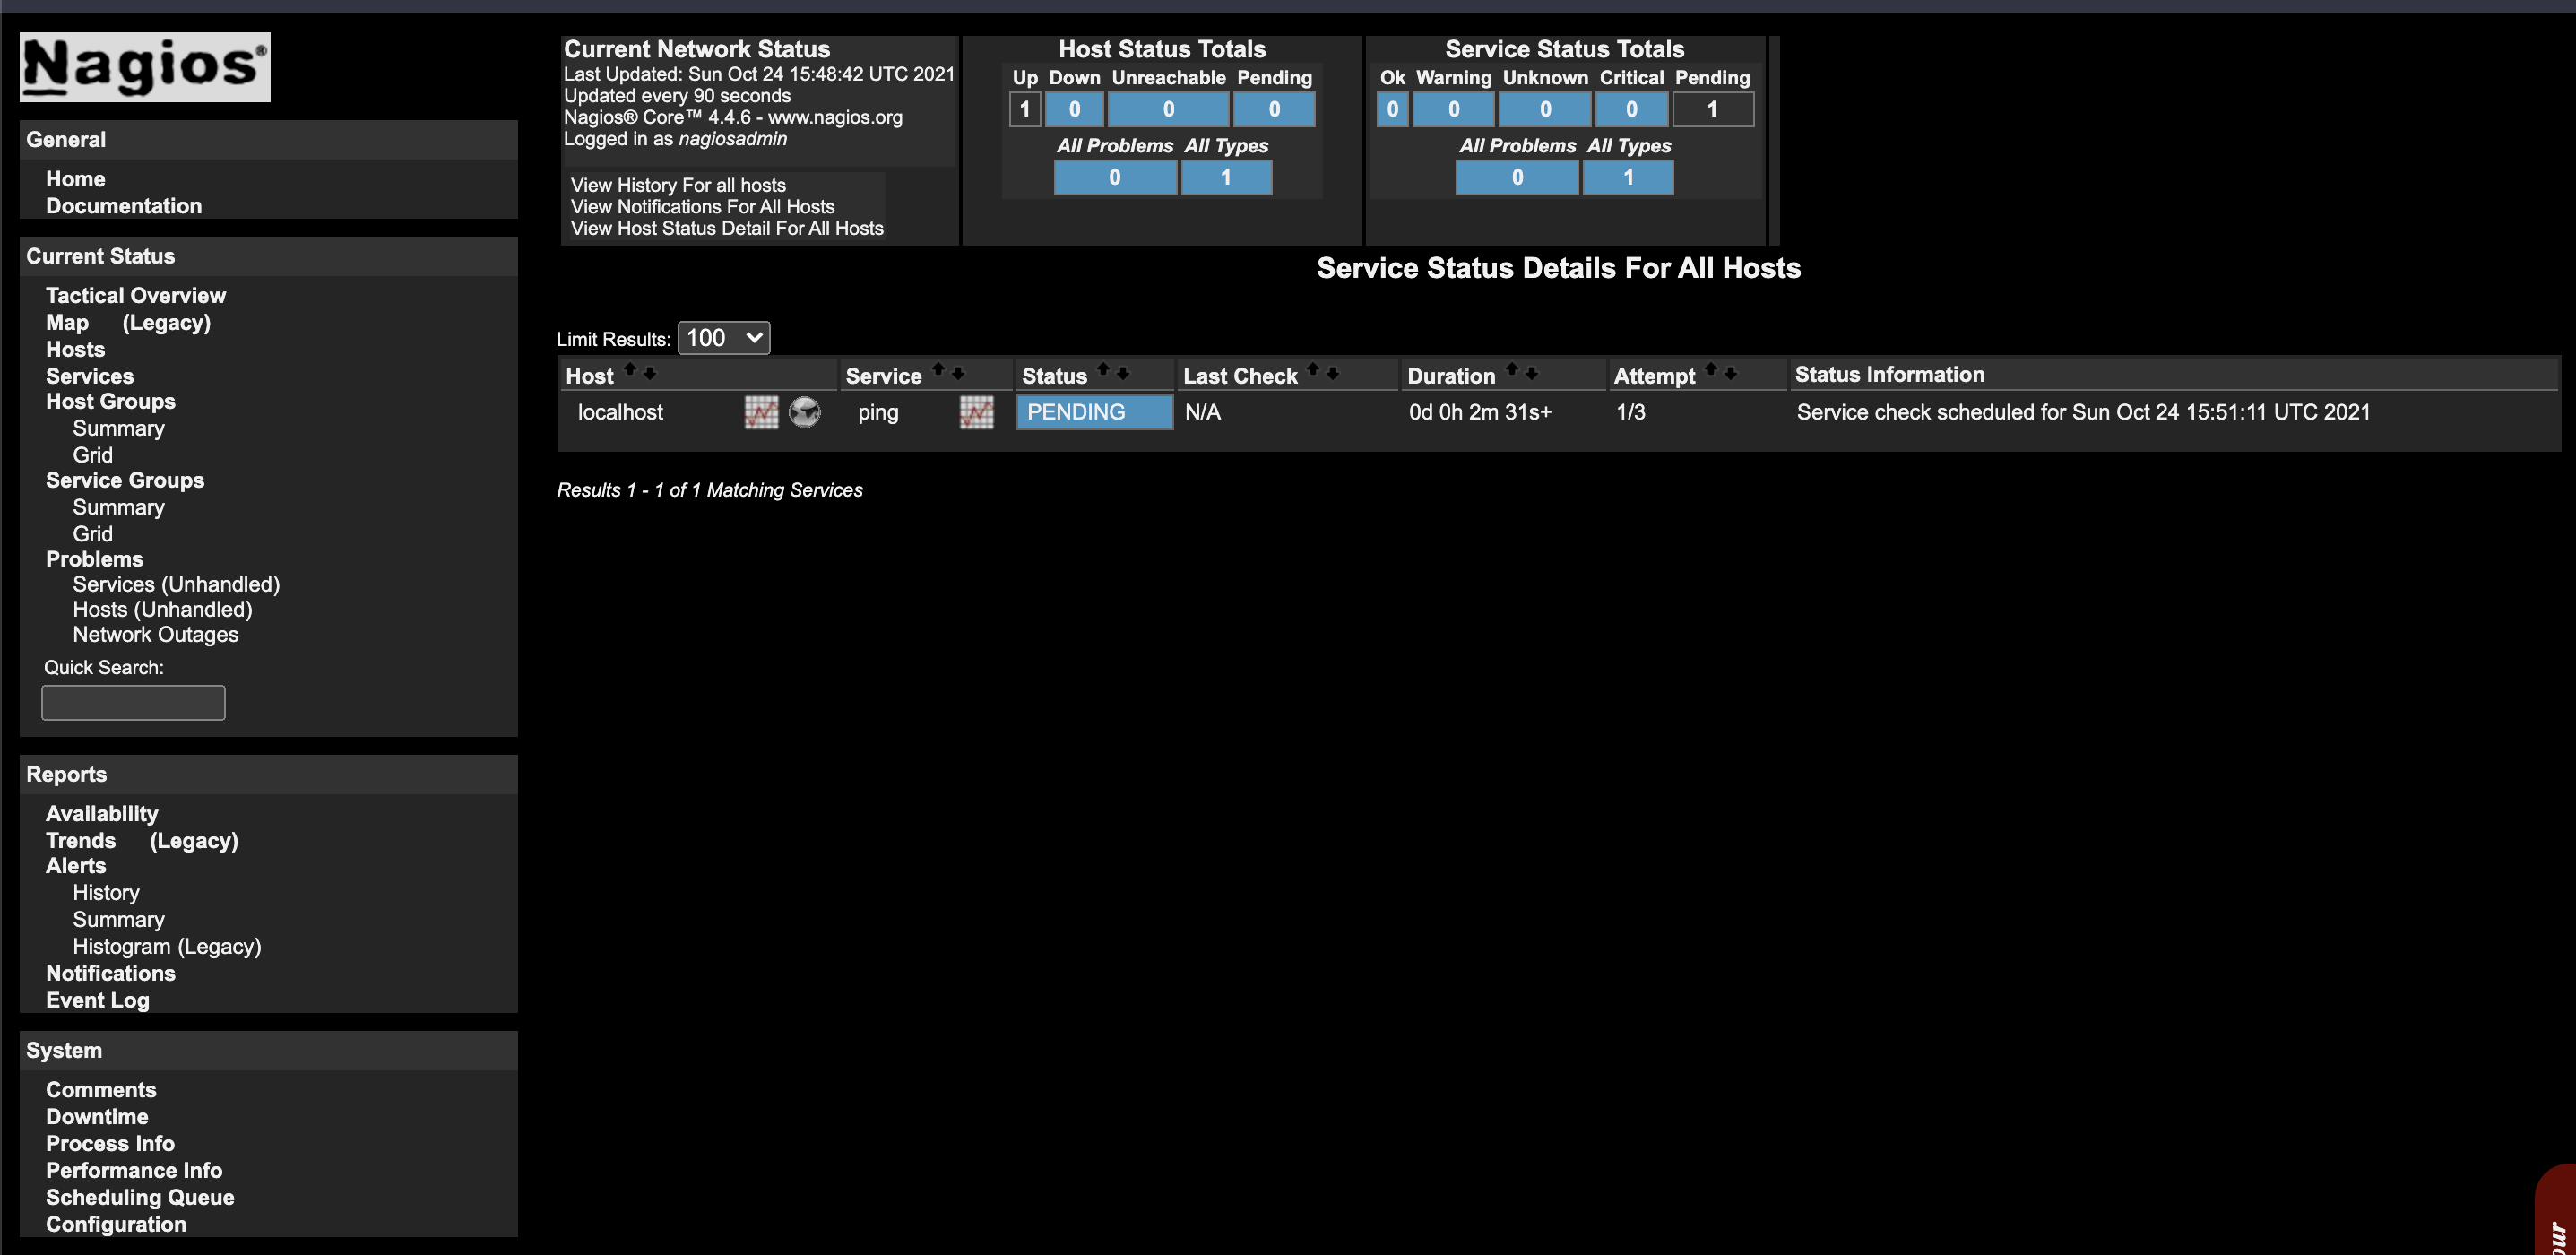 Nagios®
General
Home
Documentation
Current Status
Tactical Overview
Map (Legacy)
Hosts
Services
Host Groups
Summary
Grid
Service Groups
Summary
Grid
Problems
Services (Unhandled)
Hosts (Unhandled)
Network Outages
Quick Search:
Reports
Availability
Trends (Legacy)
Alerts
History
Summary
Histogram (Legacy)
Notifications
Event Log
System
Comments
Downtime
Process Info
Performance Info
Scheduling Queue
Configuration
Current Network Status
Last Updated: Sun Oct 24 15:48:42 UTC 2021
Updated every 90 seconds
Nagios® Core™ 4.4.6 - www.nagios.org
Logged in as nagiosadmin
View History For all hosts
View Notifications For All Hosts
View Host Status Detail For All Hosts
Host Status Totals
Up Down Unreachable Pending
1 0 0 0
All Problems All Types
0 1
Service Status Totals
Ok Warning Unknown Critical Pending
0 0 0 0 1
All Problems All Types
0 1
Service Status Details For All Hosts
Limit Results: 100
Host Service Status Last Check Duration Attempt Status Information
localhost ping PENDING N/A 0d 0h 2m 31s+ 1/3 Service check scheduled for Sun Oct 24 15:51:11 UTC 2021
Results 1 - 1 of 1 Matching Services